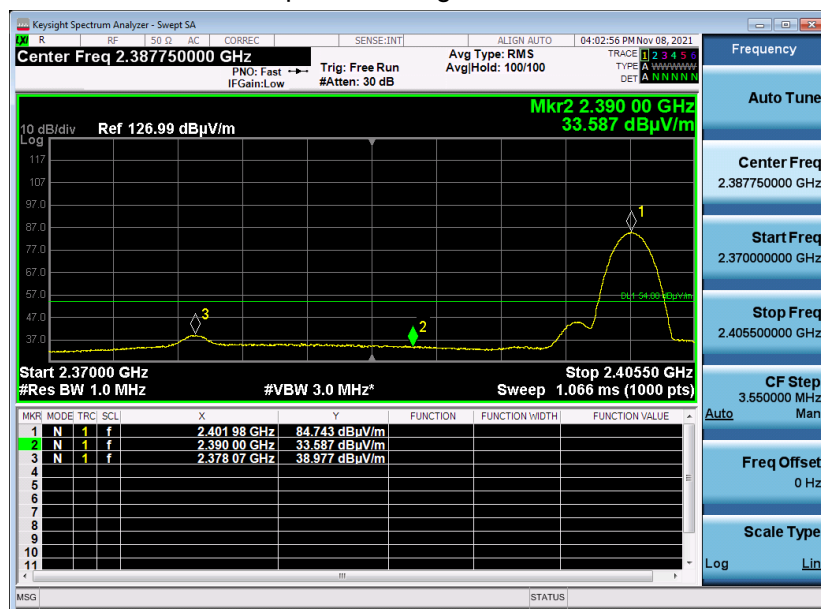 Keysight Spectrum Analyzer - Swept SA
LXI R RF 50 Ω AC CORREC SENSE:INT ALIGN AUTO 04:02:56 PM Nov 08, 2021
Center Freq 2.387750000 GHz
PNO: Fast
IFGain:Low
Trig: Free Run
#Atten: 30 dB
Avg Type: RMS
Avg|Hold: 100/100
TRACE 1 2 3 4 5 6
TYPE A WWWWW
DET A N N N N N
Mkr2 2.390 00 GHz
33.587 dBµV/m
10 dB/div Ref 126.99 dBµV/m
Log
117
107
97.0
87.0
77.0
67.0
57.0
47.0
37.0
1
2
3
DL1 54.00 dBµV/m
Start 2.37000 GHz Stop 2.40550 GHz
#Res BW 1.0 MHz #VBW 3.0 MHz* Sweep 1.066 ms (1000 pts)
MKR MODE TRC SCL X Y FUNCTION FUNCTION WIDTH FUNCTION VALUE
1 N 1 f 2.401 98 GHz 84.743 dBµV/m
2 N 1 f 2.390 00 GHz 33.587 dBµV/m
3 N 1 f 2.378 07 GHz 38.977 dBµV/m
4
5
6
7
8
9
10
11
MSG STATUS
Frequency
Auto Tune
Center Freq
2.387750000 GHz
Start Freq
2.370000000 GHz
Stop Freq
2.405500000 GHz
CF Step
3.550000 MHz
Auto Man
Freq Offset
0 Hz
Scale Type
Log Lin